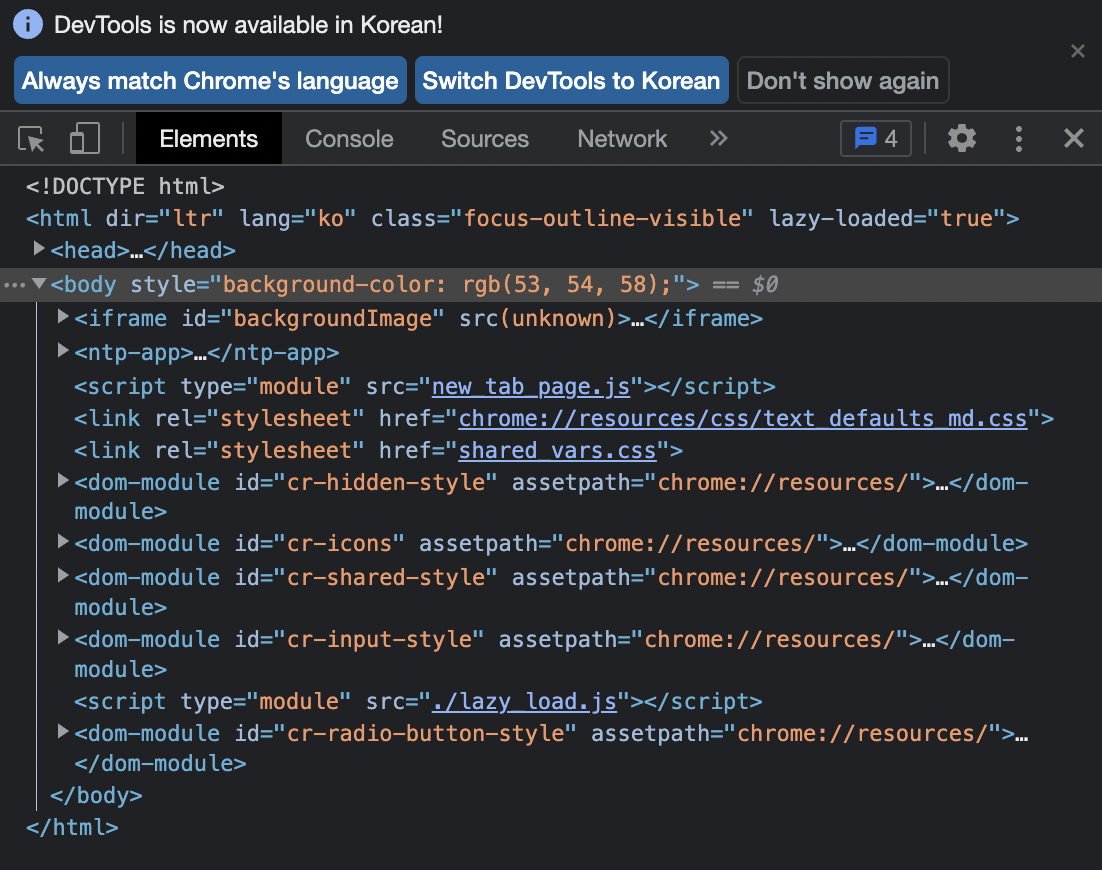 DevTools is now available in Korean!
Always match Chrome's language Switch DevTools to Korean Don't show again
Elements Console Sources Network 4
<!DOCTYPE html>
<html dir="ltr" lang="ko" class="focus-outline-visible" lazy-loaded="true">
<head>…</head>
<body style="background-color: rgb(53, 54, 58);"> == $0
<iframe id="backgroundImage" src(unknown)>…</iframe>
<ntp-app>…</ntp-app>
<script type="module" src="new_tab_page.js"></script>
<link rel="stylesheet" href="chrome://resources/css/text_defaults_md.css">
<link rel="stylesheet" href="shared_vars.css">
<dom-module id="cr-hidden-style" assetpath="chrome://resources/">…</dom-
module>
<dom-module id="cr-icons" assetpath="chrome://resources/">…</dom-module>
<dom-module id="cr-shared-style" assetpath="chrome://resources/">…</dom-
module>
<dom-module id="cr-input-style" assetpath="chrome://resources/">…</dom-
module>
<script type="module" src="./lazy_load.js"></script>
<dom-module id="cr-radio-button-style" assetpath="chrome://resources/">…
</dom-module>
</body>
</html>